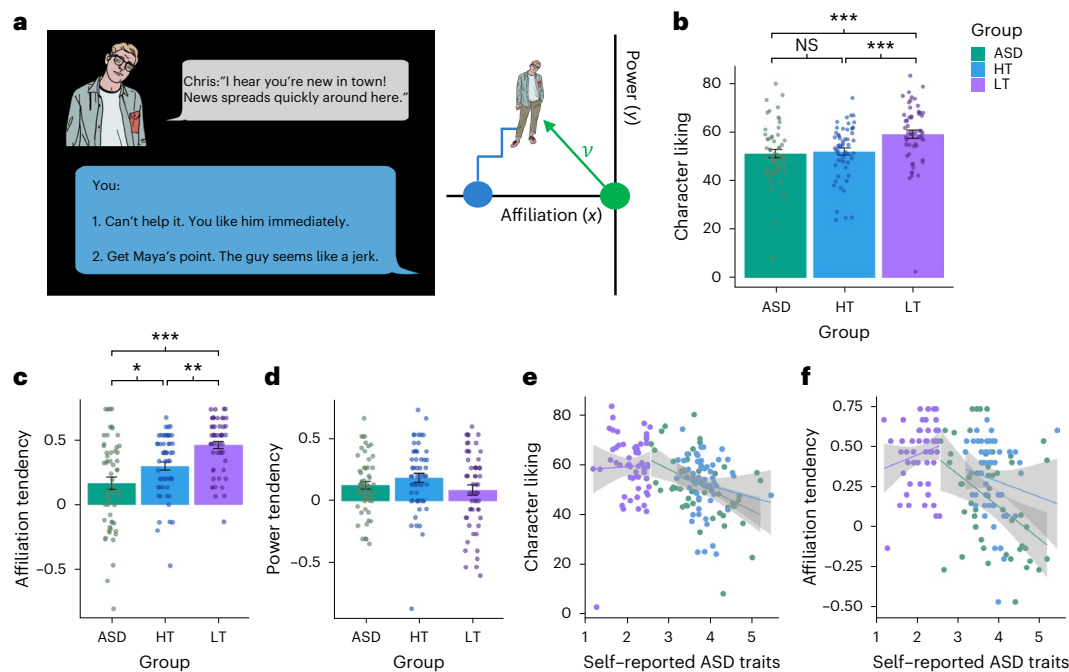 a
Chris:"I hear you're new in town!
News spreads quickly around here."
You:
1. Can't help it. You like him immediately.
2. Get Maya's point. The guy seems like a jerk.
Power (y)
ν
Affiliation (x)
b
***
NS
***
Group
ASD
HT
LT
Character liking
80
60
40
20
0
ASD
HT
LT
Group
c
***
*
**
Affiliation tendency
0.5
0
−0.5
ASD
HT
LT
Group
d
Power tendency
0.5
0
−0.5
ASD
HT
LT
Group
e
Character liking
80
60
40
20
0
1
2
3
4
5
Self−reported ASD traits
f
Affiliation tendency
0.75
0.50
0.25
0
−0.25
−0.50
1
2
3
4
5
Self−reported ASD traits